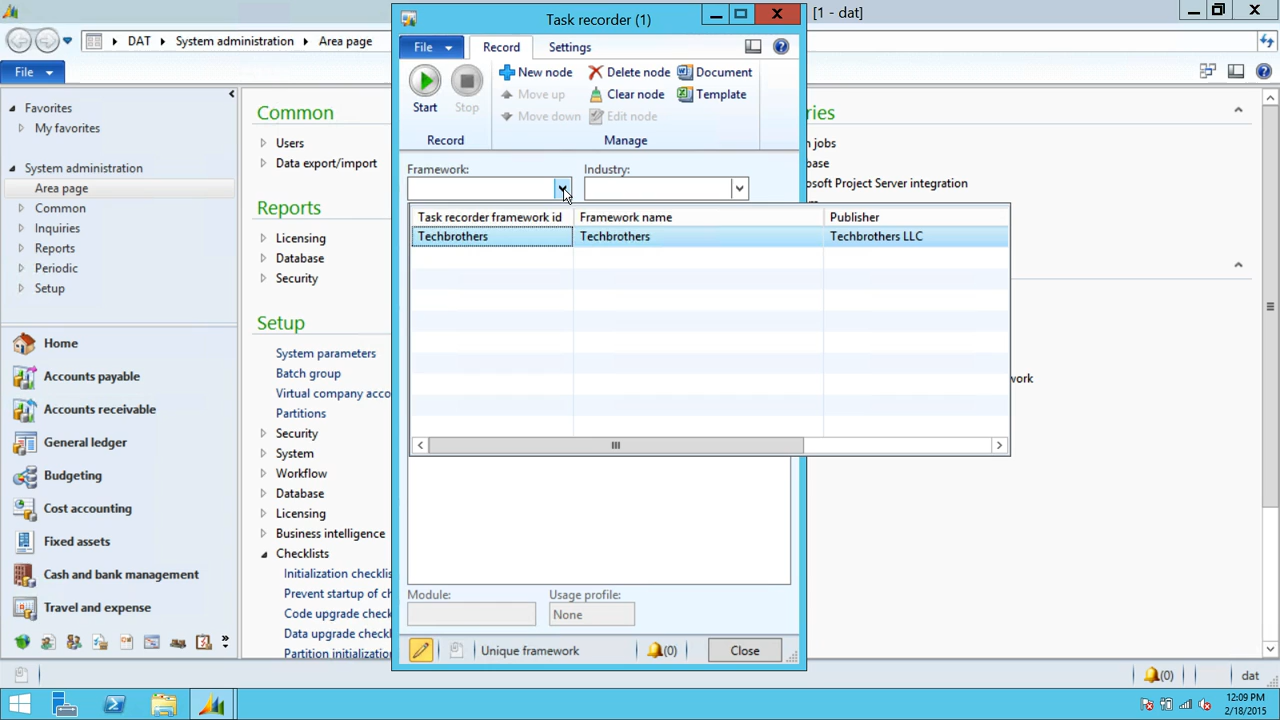 Task recorder (1)
[1 - dat]
DAT
System administration
Area page
File
Record
Settings
File
New node
Delete node
Document
Move up
Clear node
Template
Start
Stop
Move down
Edit node
Record
Manage
Favorites
My favorites
System administration
Area page
Common
Inquiries
Reports
Periodic
Setup
Home
Accounts payable
Accounts receivable
General ledger
Budgeting
Cost accounting
Fixed assets
Cash and bank management
Travel and expense
Common
Users
Data export/import
Reports
Licensing
Database
Security
Setup
System parameters
Batch group
Virtual company acco
Partitions
Security
System
Workflow
Database
Licensing
Business intelligence
Checklists
Initialization checklis
Prevent startup of ch
Code upgrade check
Data upgrade checkl
Partition initializatio
Framework:
Industry:
Task recorder framework id
Framework name
Publisher
Techbrothers
Techbrothers
Techbrothers LLC
Module:
Usage profile:
None
Unique framework
(0)
Close
ries
jobs
base
osoft Project Server integration
work
(0)
dat
12:09 PM
2/18/2015